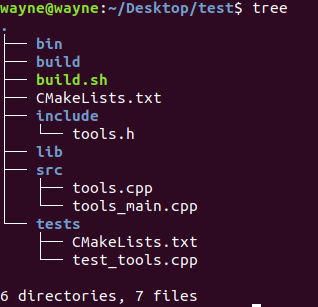 wayne@wayne:~/Desktop/test$ tree
.
├── bin
├── build
├── build.sh
├── CMakeLists.txt
├── include
│   └── tools.h
├── lib
├── src
│   ├── tools.cpp
│   └── tools_main.cpp
└── tests
    ├── CMakeLists.txt
    └── test_tools.cpp
6 directories, 7 files